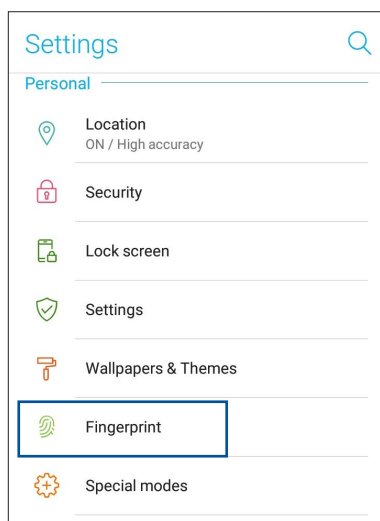 Settings
Personal
Location
ON / High accuracy
Security
Lock screen
Settings
Wallpapers & Themes
Fingerprint
Special modes